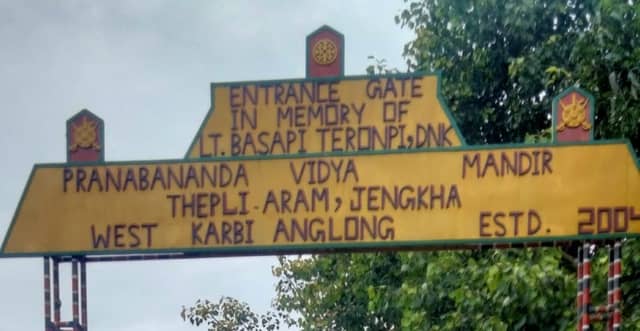 ENTRANCE GATE
IN MEMORY OF
LT. BASAPI TERONPI, DNK
PRANABANANDA VIDYA MANDIR
THEPLI-ARAM, JENGKHA
WEST KARBI ANGLONG ESTD.